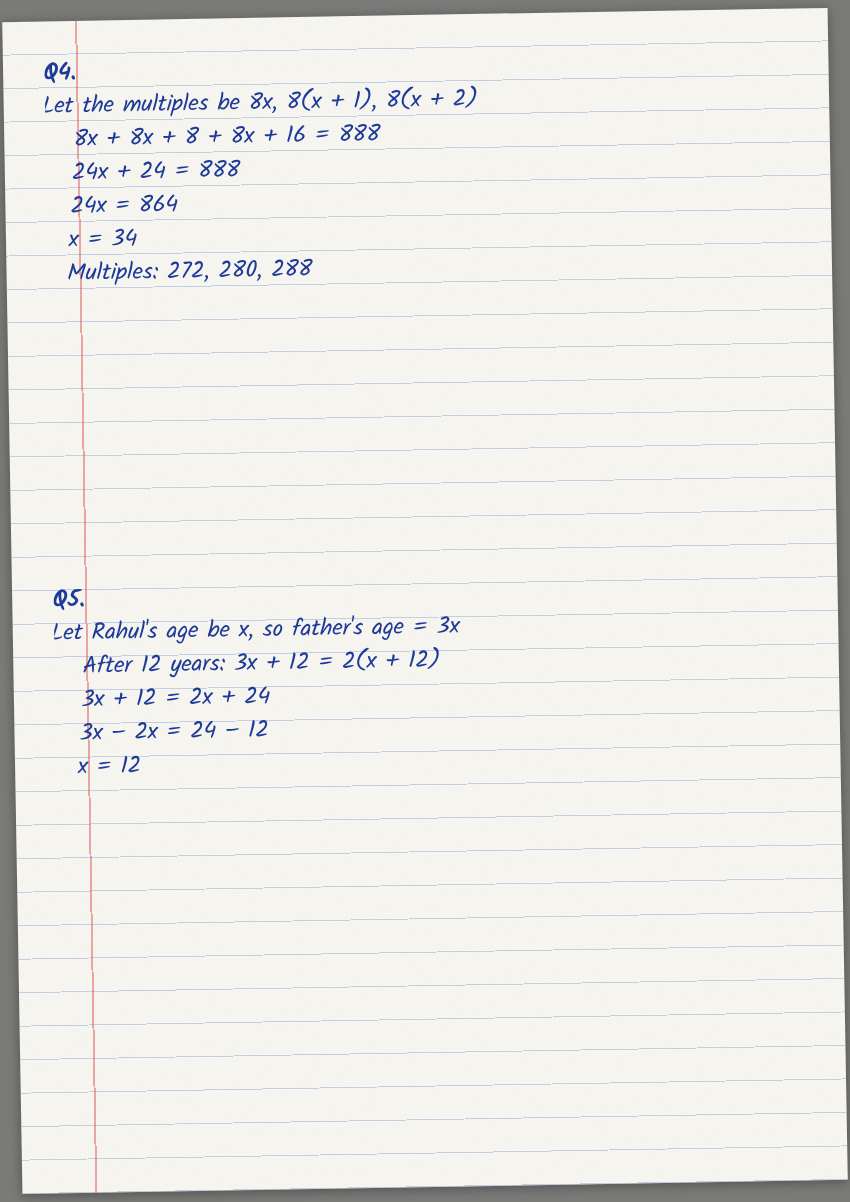 Q4.
Let the multiples be 8x, 8(x + 1), 8(x + 2)
8x + 8x + 8 + 8x + 16 = 888
24x + 24 = 888
24x = 864
x = 34
Multiples: 272, 280, 288
Q5.
Let Rahul's age be x, so father's age = 3x
After 12 years: 3x + 12 = 2(x + 12)
3x + 12 = 2x + 24
3x − 2x = 24 − 12
x = 12